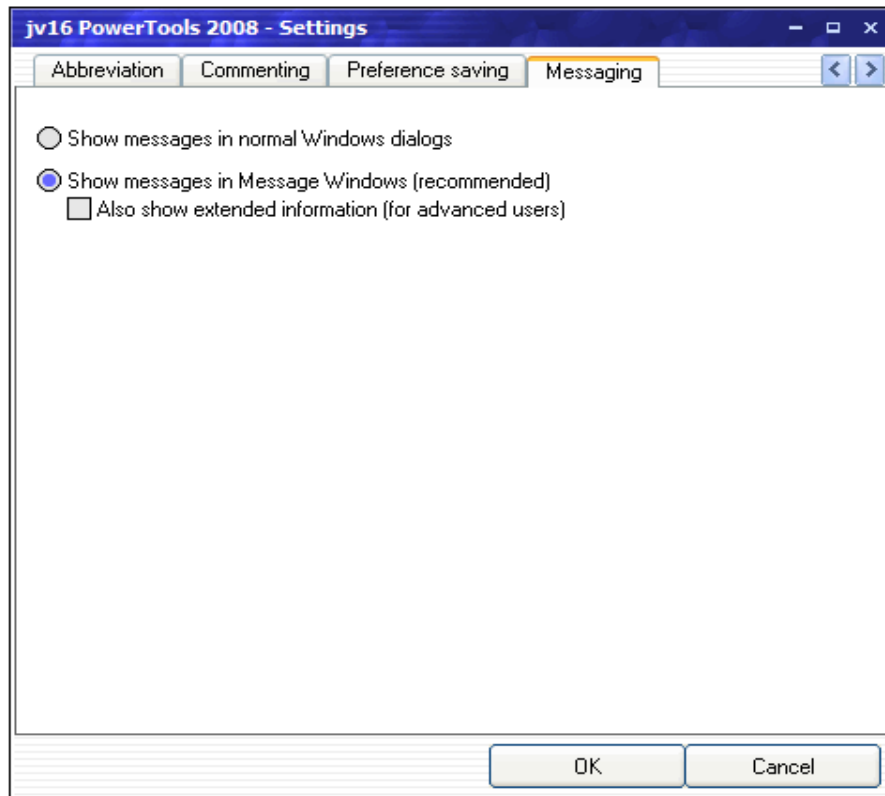 jv16 PowerTools 2008 - Settings
Abbreviation Commenting Preference saving Messaging
Show messages in normal Windows dialogs
Show messages in Message Windows (recommended)
Also show extended information (for advanced users)
OK Cancel